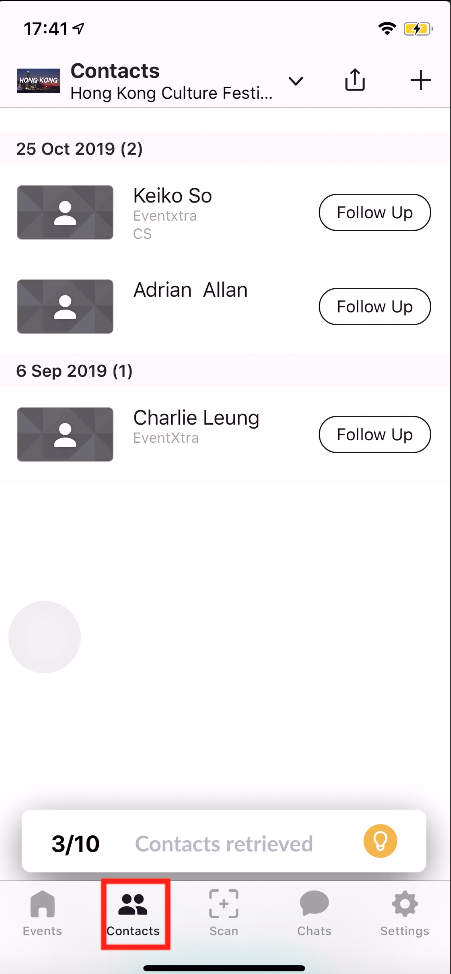 17:41
HONG KONG
Contacts
Hong Kong Culture Festi...
25 Oct 2019 (2)
Keiko So
Eventxtra
CS
Follow Up
Adrian Allan
Follow Up
6 Sep 2019 (1)
Charlie Leung
EventXtra
Follow Up
3/10 Contacts retrieved
Events Contacts Scan Chats Settings